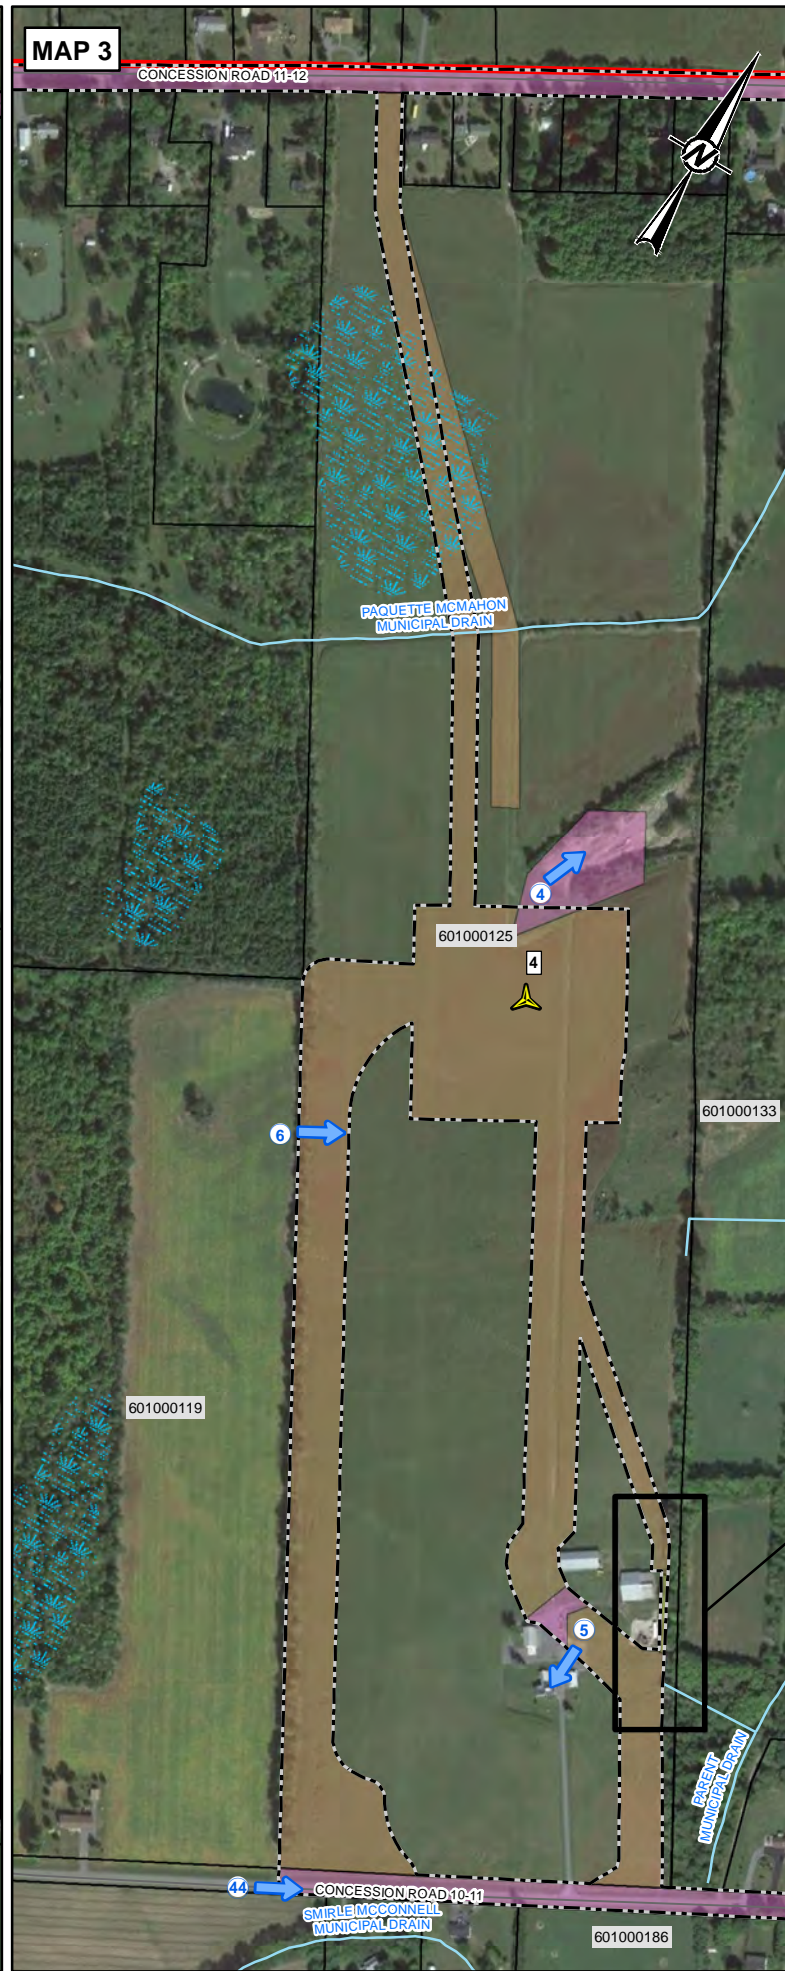 MAP 3
CONCESSION ROAD 11-12
N
PAQUETTE MCMAHON
MUNICIPAL DRAIN
4
601000125
4
601000133
6
601000119
5
PARENT
MUNICIPAL DRAIN
44
CONCESSION ROAD 10-11
SMIRLE MCCONNELL
MUNICIPAL DRAIN
601000186